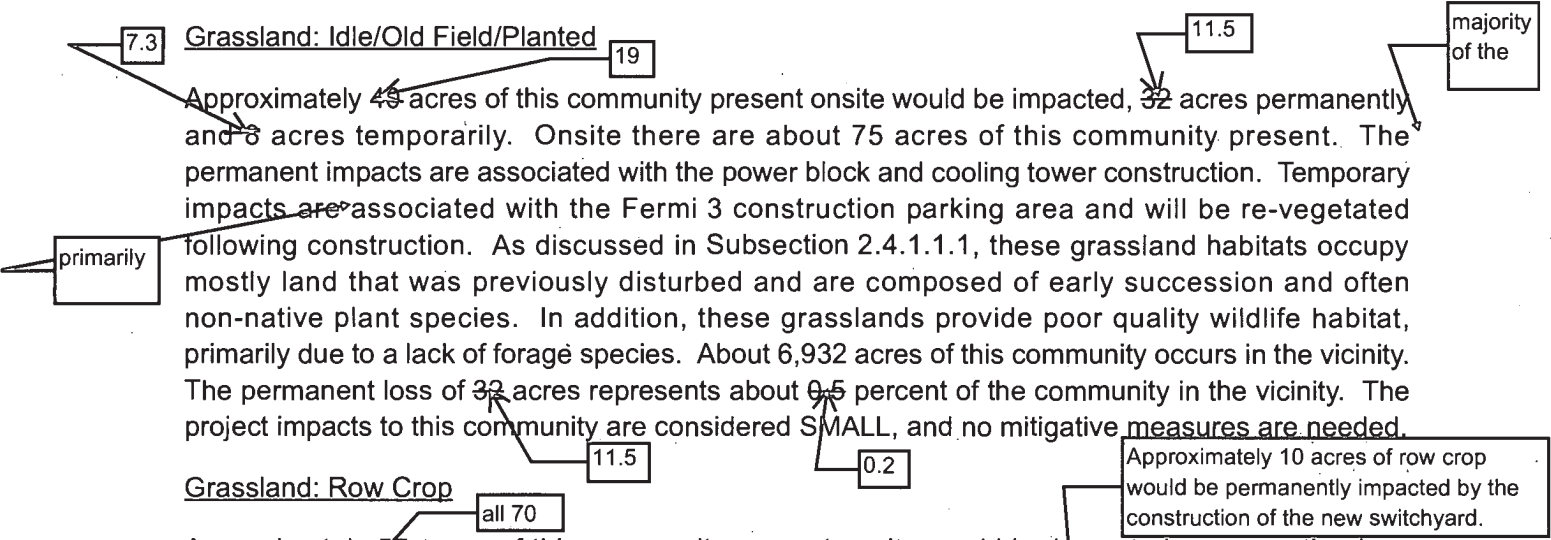 7.3
Grassland: Idle/Old Field/Planted
19
11.5
majority
of the
Approximately 49 acres of this community present onsite would be impacted, 32 acres permanently
and 8 acres temporarily. Onsite there are about 75 acres of this community present. The
permanent impacts are associated with the power block and cooling tower construction. Temporary
impacts are associated with the Fermi 3 construction parking area and will be re-vegetated
primarily
following construction. As discussed in Subsection 2.4.1.1.1, these grassland habitats occupy
mostly land that was previously disturbed and are composed of early succession and often
non-native plant species. In addition, these grasslands provide poor quality wildlife habitat,
primarily due to a lack of forage species. About 6,932 acres of this community occurs in the vicinity.
The permanent loss of 32 acres represents about 0.5 percent of the community in the vicinity. The
project impacts to this community are considered SMALL, and no mitigative measures are needed.
11.5
0.2
Approximately 10 acres of row crop
would be permanently impacted by the
construction of the new switchyard.
Grassland: Row Crop
all 70